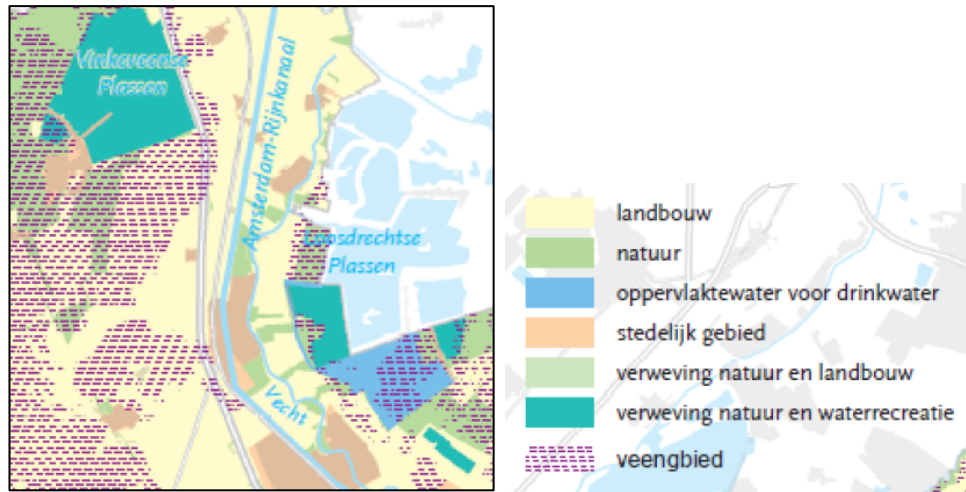 Vinkeveense
Plassen
Amsterdam-Rijnkanaal
Loosdrechtse
Plassen
Vecht
landbouw
natuur
oppervlaktewater voor drinkwater
stedelijk gebied
verweving natuur en landbouw
verweving natuur en waterrecreatie
veengbied